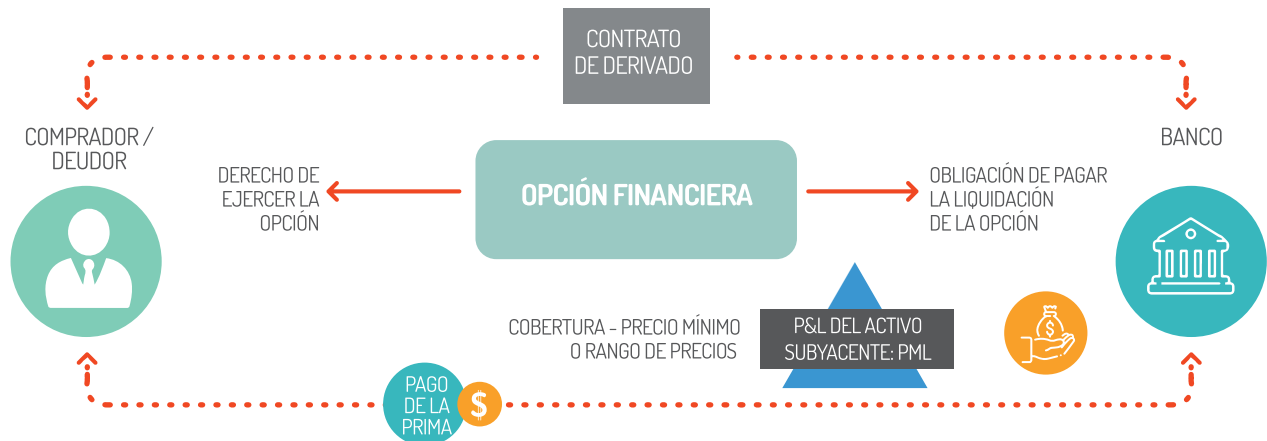 CONTRATO
DE DERIVADO
COMPRADOR /
DEUDOR
BANCO
DERECHO DE
EJERCER LA
OPCIÓN
OPCIÓN FINANCIERA
OBLIGACIÓN DE PAGAR
LA LIQUIDACIÓN
DE LA OPCIÓN
COBERTURA - PRECIO MÍNIMO
O RANGO DE PRECIOS
P&L DEL ACTIVO
SUBYACENTE: PML
$
PAGO
DE LA
PRIMA
$